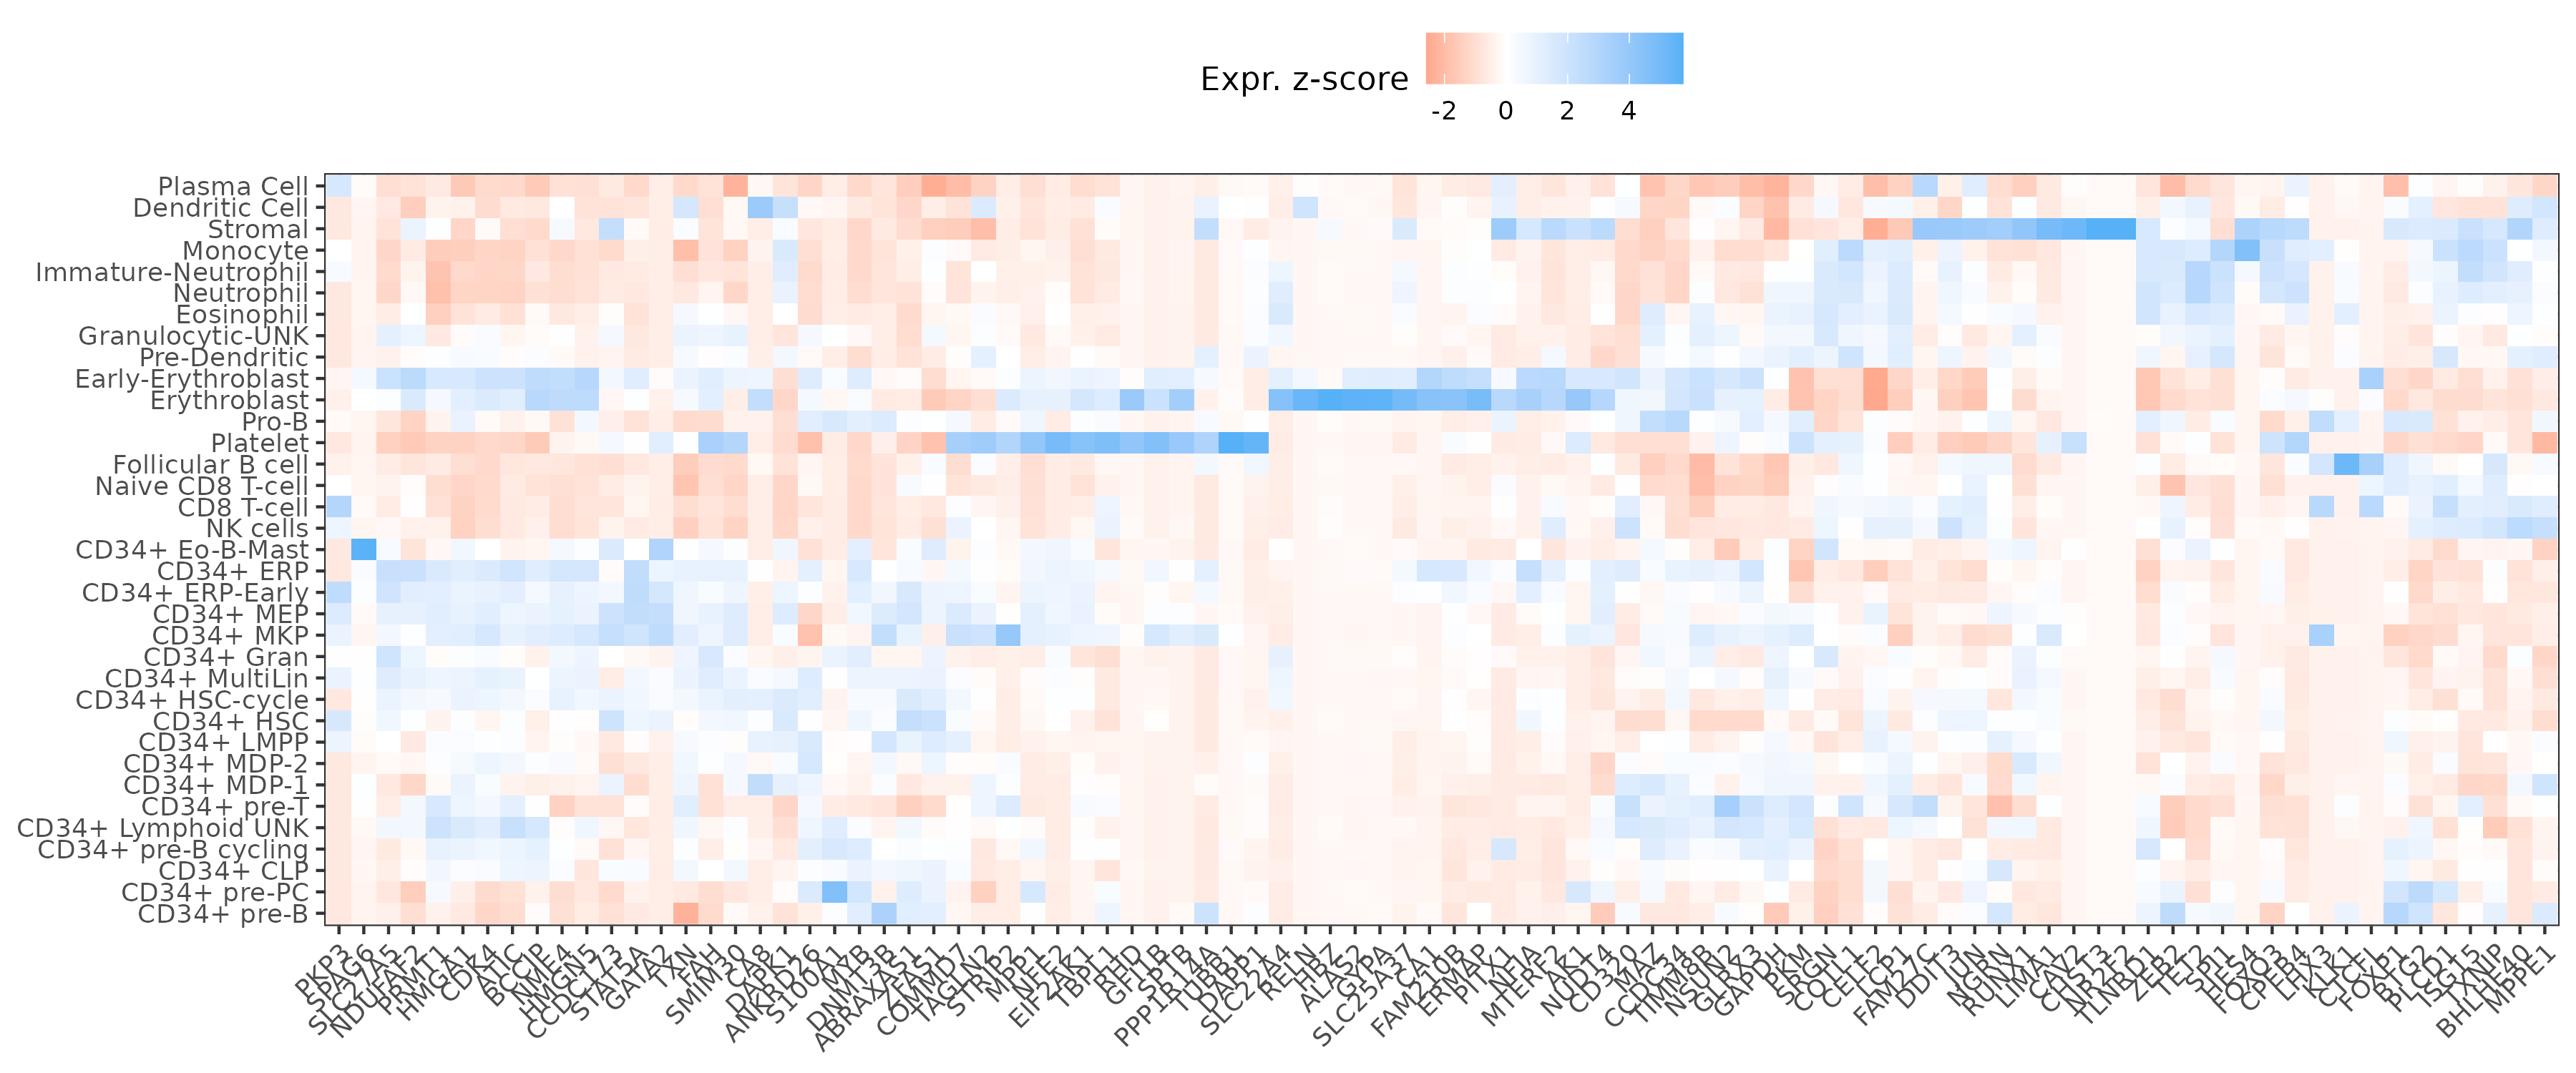 Expr. z-score
-2 0 2 4
Plasma Cell
Dendritic Cell
Stromal
Monocyte
Immature-Neutrophil
Neutrophil
Eosinophil
Granulocytic-UNK
Pre-Dendritic
Early-Erythroblast
Erythroblast
Pro-B
Platelet
Follicular B cell
Naive CD8 T-cell
CD8 T-cell
NK cells
CD34+ Eo-B-Mast
CD34+ ERP
CD34+ ERP-Early
CD34+ MEP
CD34+ MKP
CD34+ Gran
CD34+ MultiLin
CD34+ HSC-cycle
CD34+ HSC
CD34+ LMPP
CD34+ MDP-2
CD34+ MDP-1
CD34+ pre-T
CD34+ Lymphoid UNK
CD34+ pre-B cycling
CD34+ CLP
CD34+ pre-PC
CD34+ pre-B
PKP3
SPAG6
SLC27A5
NDUFAF2
PRMT1
HMGA1
CDK4
ATIC
BCCIP
NME4
HMGN5
CCDC173
STAT5A
GATA2
TXN
FAH
SMIM30
CA8
DAPK1
ANKRD26
S100A1
MYB
DNMT3B
ABRAXAS1
ZFAS1
COMMD7
TAGLN2
STRIP2
MPP1
NFE2
EIF2AK1
TBPL1
RHD
GFI1B
SPTB
PPP1R12A
TUBB1
DAPP1
SLC22A4
RELN
HBZ
ALAS2
GYPA
SLC25A37
CA1
FAM210B
ERMAP
PITX1
NFIA
MTERF2
AK1
NUDT4
CD320
MAZ
CCDC34
TIMM8B
NSUN2
GLRX3
GAPDH
PKM
SRGN
COTL1
CELF2
LCP1
FAM27C
DDIT3
JUN
NGRN
RUNX1
LIMA1
CAV2
CHST3
NR2F2
TLNRD1
ZEB2
TET2
SPI1
HES4
FOXO3
CPEB4
LHX3
KLK1
CTCFL
FOXP1
BTG2
PLCD1
ISG15
TXNIP
BHLHE40
MPPE1